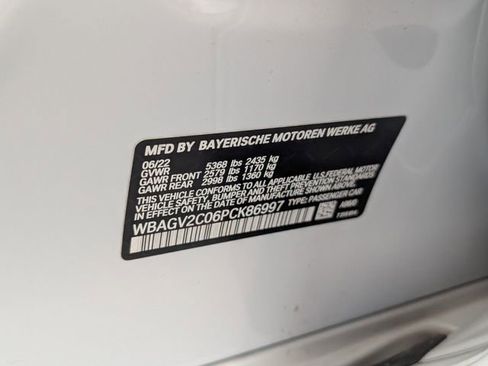 MFD BY BAYERISCHE MOTOREN WERKE AG
06/22
GVWR 5368 lbs 2435 kg
GAWR FRONT 2579 lbs 1170 kg
GAWR REAR 2998 lbs 1360 kg
THIS VEHICLE CONFORMS TO ALL APPLICABLE U.S. FEDERAL MOTOR
VEHICLE SAFETY, BUMPER, AND THEFT PREVENTION STANDARDS
IN EFFECT ON THE DATE OF MANUFACTURE SHOWN ABOVE.
WBAGV2C06PCK86997 TYPE: PASSENGER CAR